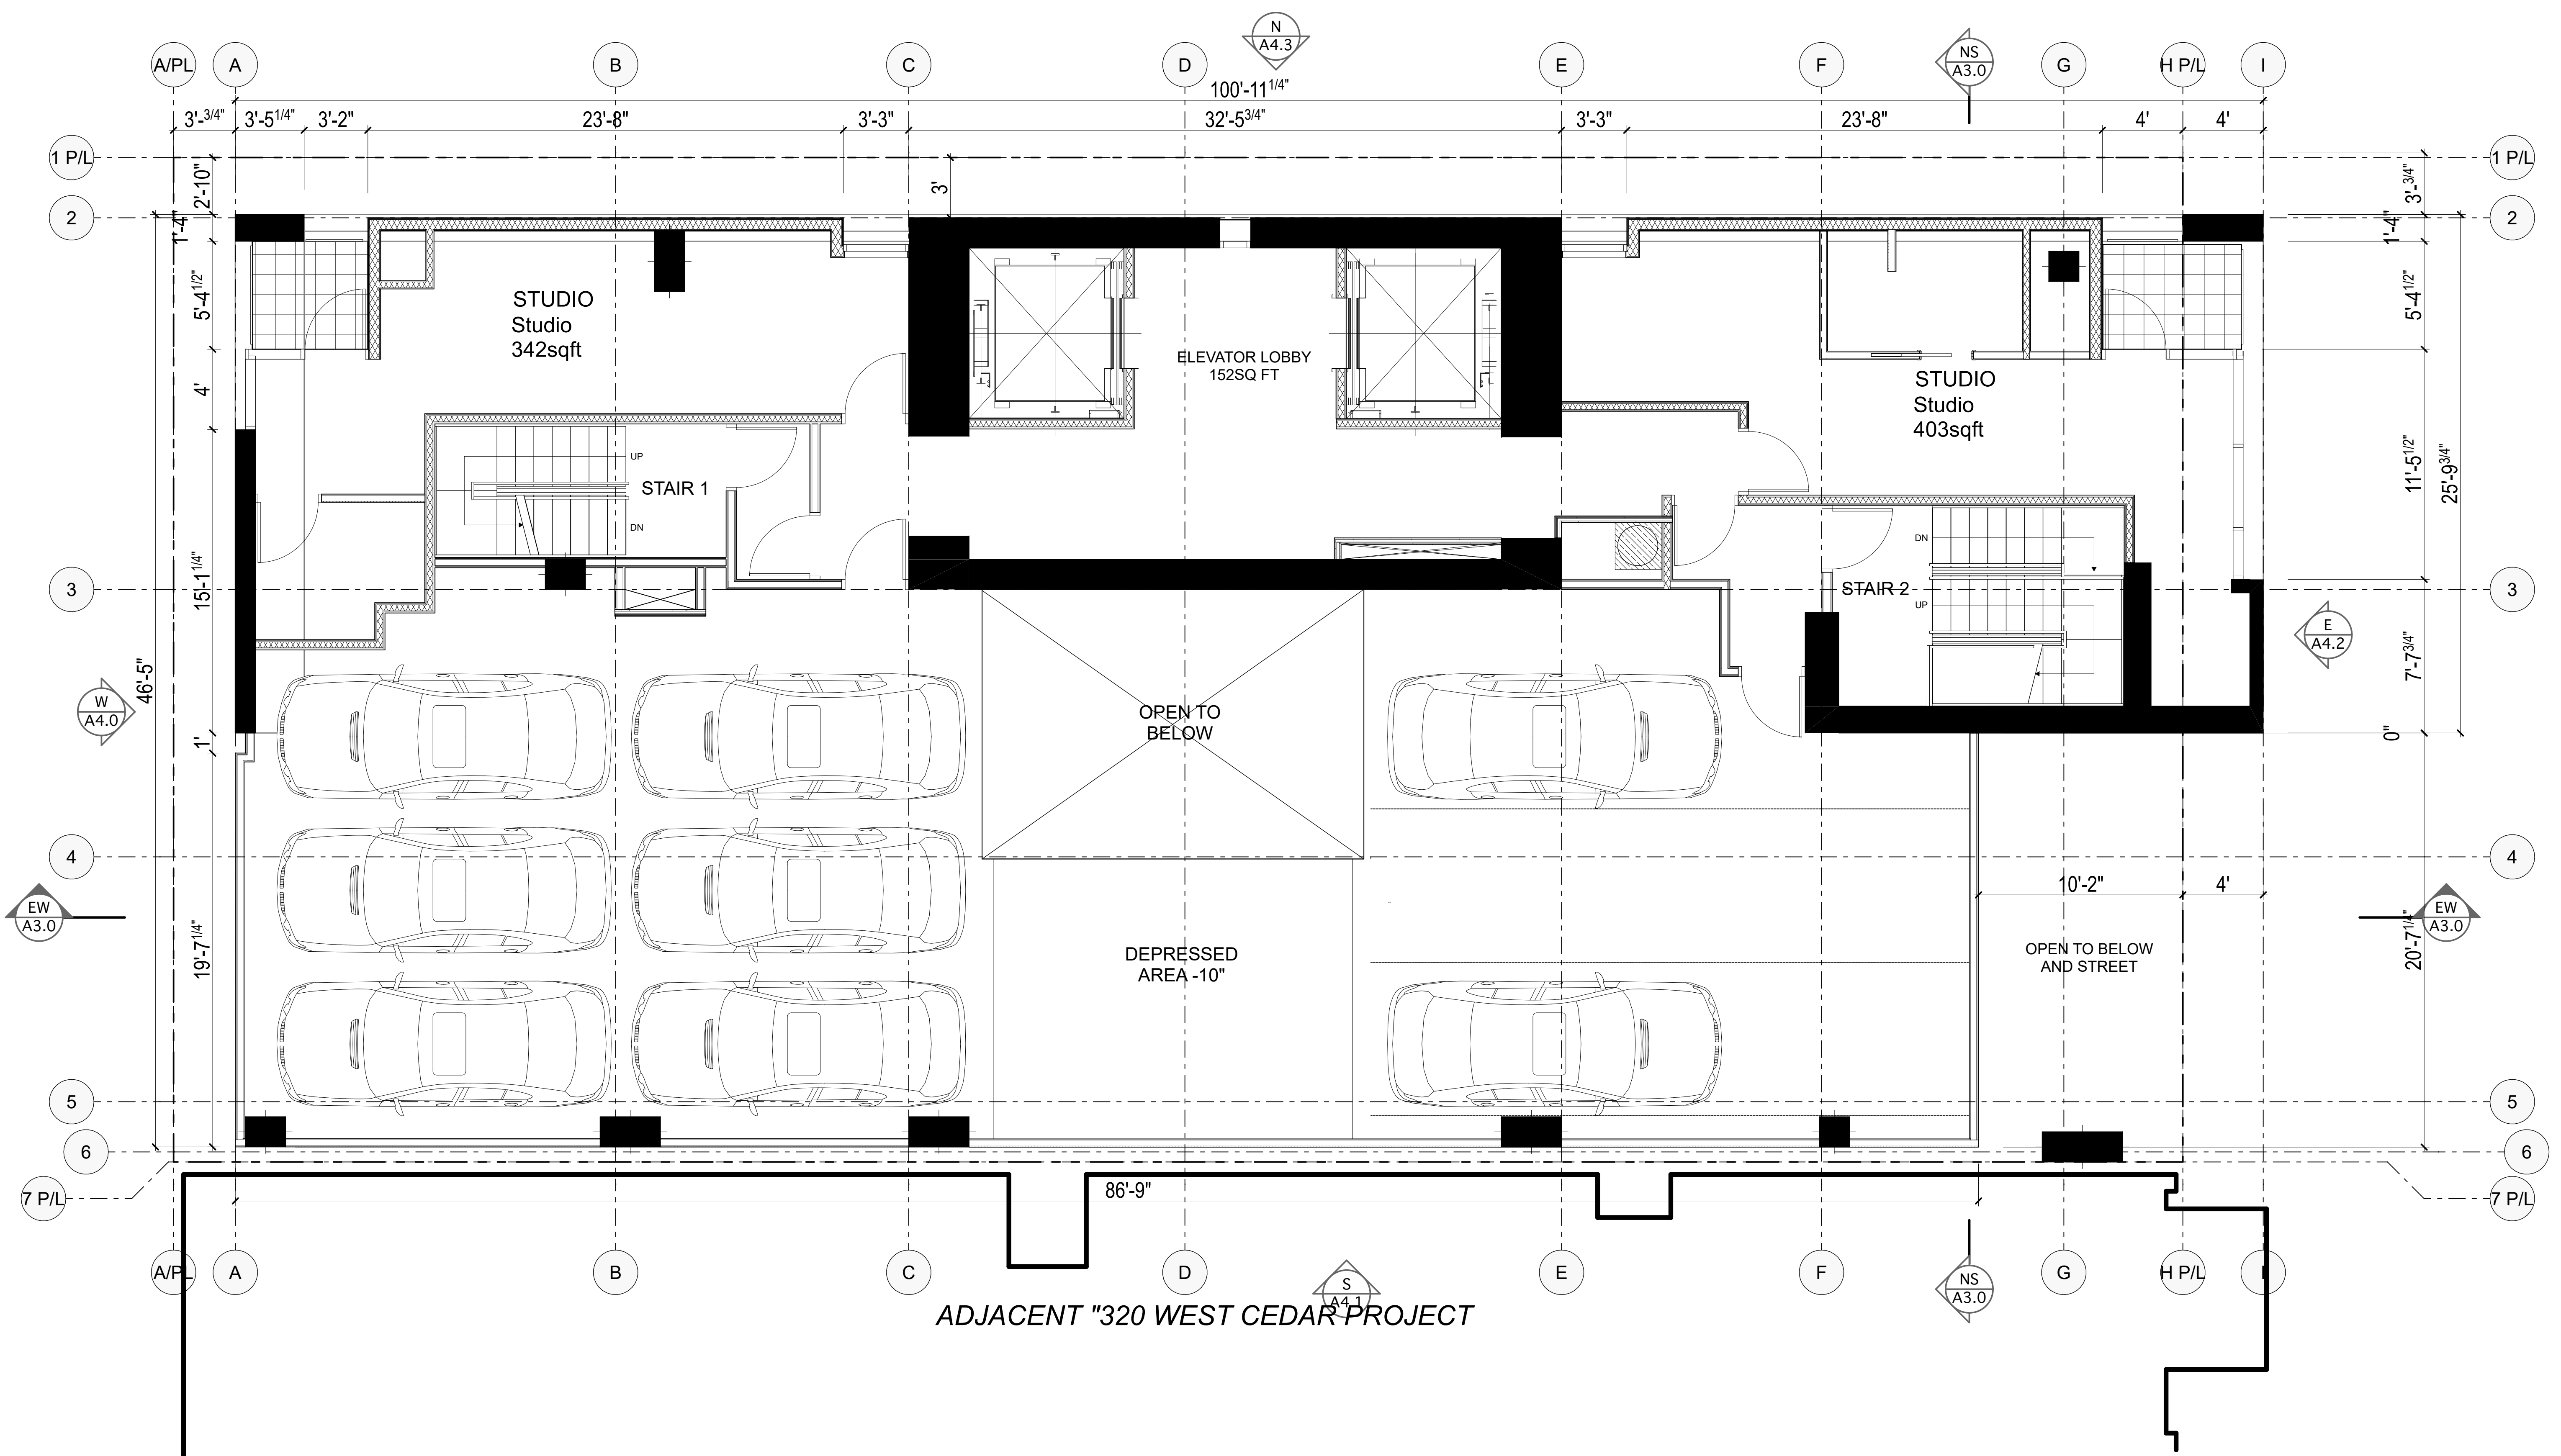 N
A4.3
NS
A3.0
A/PL
A
B
C
D
E
F
G
H P/L
I
100'-11 1/4"
3'-3/4"
3'-5 1/4"
3'-2"
23'-8"
3'-3"
32'-5 3/4"
3'-3"
23'-8"
4'
4'
1 P/L
1 P/L
2'-10"
3'
3'-3/4"
2
2
1'-4"
1'-4"
5'-4 1/2"
5'-4 1/2"
STUDIO
Studio
342sqft
ELEVATOR LOBBY
152SQ FT
STUDIO
Studio
403sqft
4'
11'-5 1/2"
25'-9 3/4"
UP
STAIR 1
DN
DN
STAIR 2
UP
3
3
15'-1 1/4"
E
A4.2
46'-5"
7'-7 3/4"
W
A4.0
OPEN TO
BELOW
1'
0"
4
4
10'-2"
4'
EW
A3.0
EW
A3.0
19'-7 1/4"
20'-7 1/4"
DEPRESSED
AREA -10"
OPEN TO BELOW
AND STREET
5
5
6
6
7 P/L
7 P/L
86'-9"
A/PL
A
B
C
D
E
F
G
H P/L
I
S
A4.1
NS
A3.0
ADJACENT "320 WEST CEDAR PROJECT